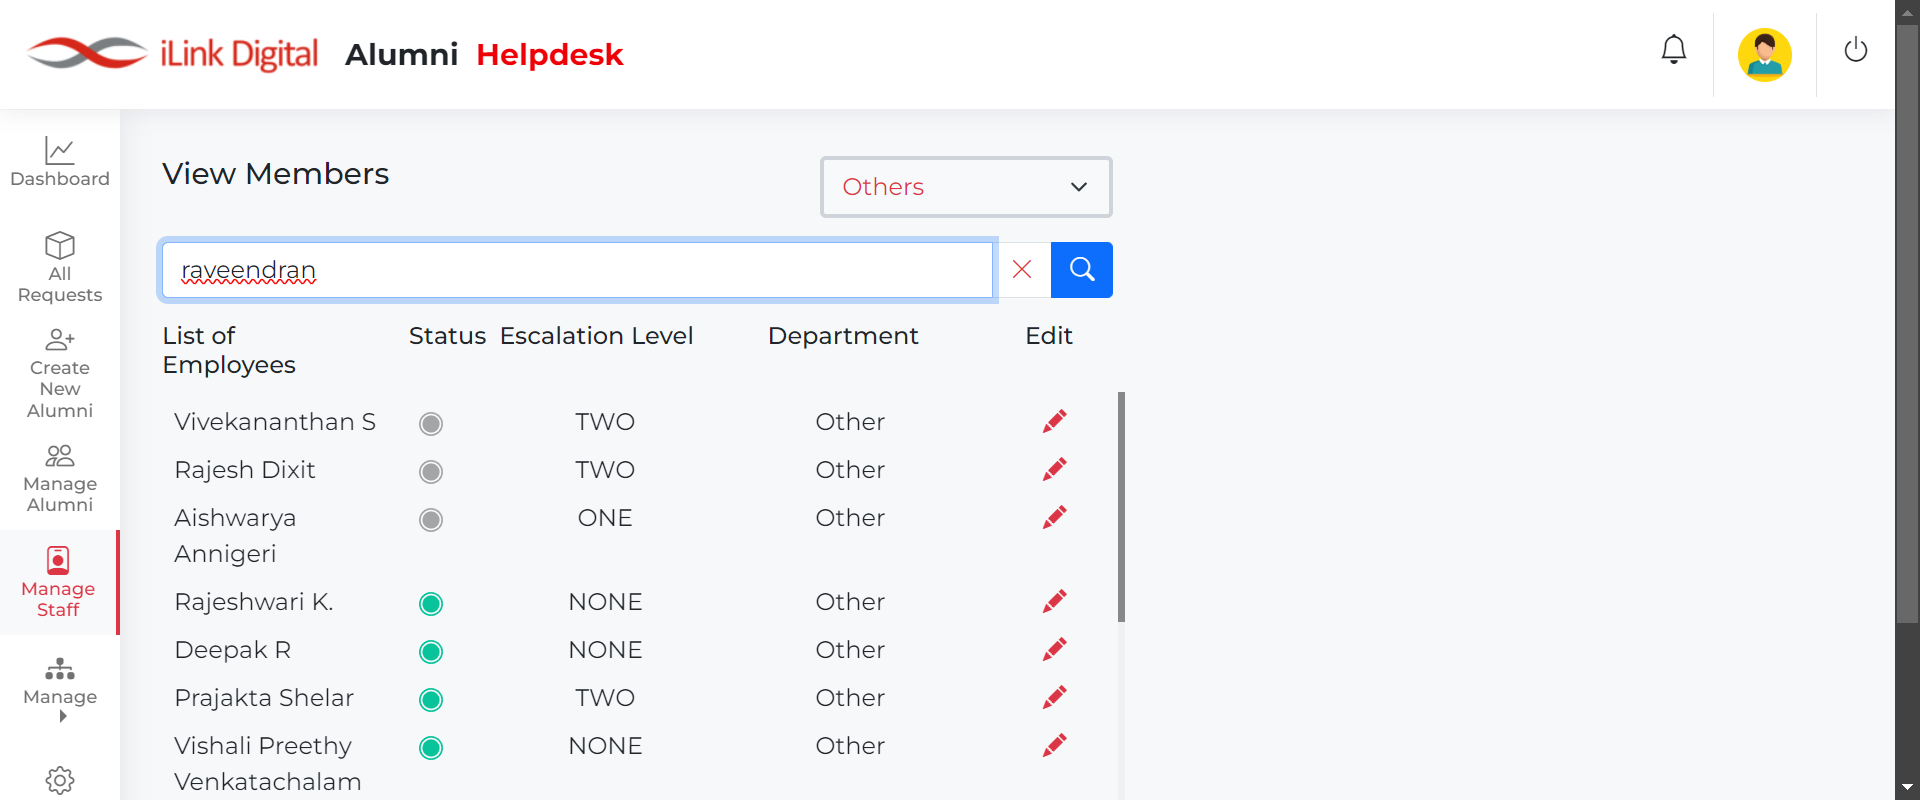 iLink Digital Alumni Helpdesk
Dashboard
All
Requests
Create
New
Alumni
Manage
Alumni
Manage
Staff
Manage
View Members
Others
raveendran
List of Employees Status Escalation Level Department Edit
Vivekananthan S TWO Other
Rajesh Dixit TWO Other
Aishwarya Annigeri ONE Other
Rajeshwari K. NONE Other
Deepak R NONE Other
Prajakta Shelar TWO Other
Vishali Preethy Venkatachalam NONE Other